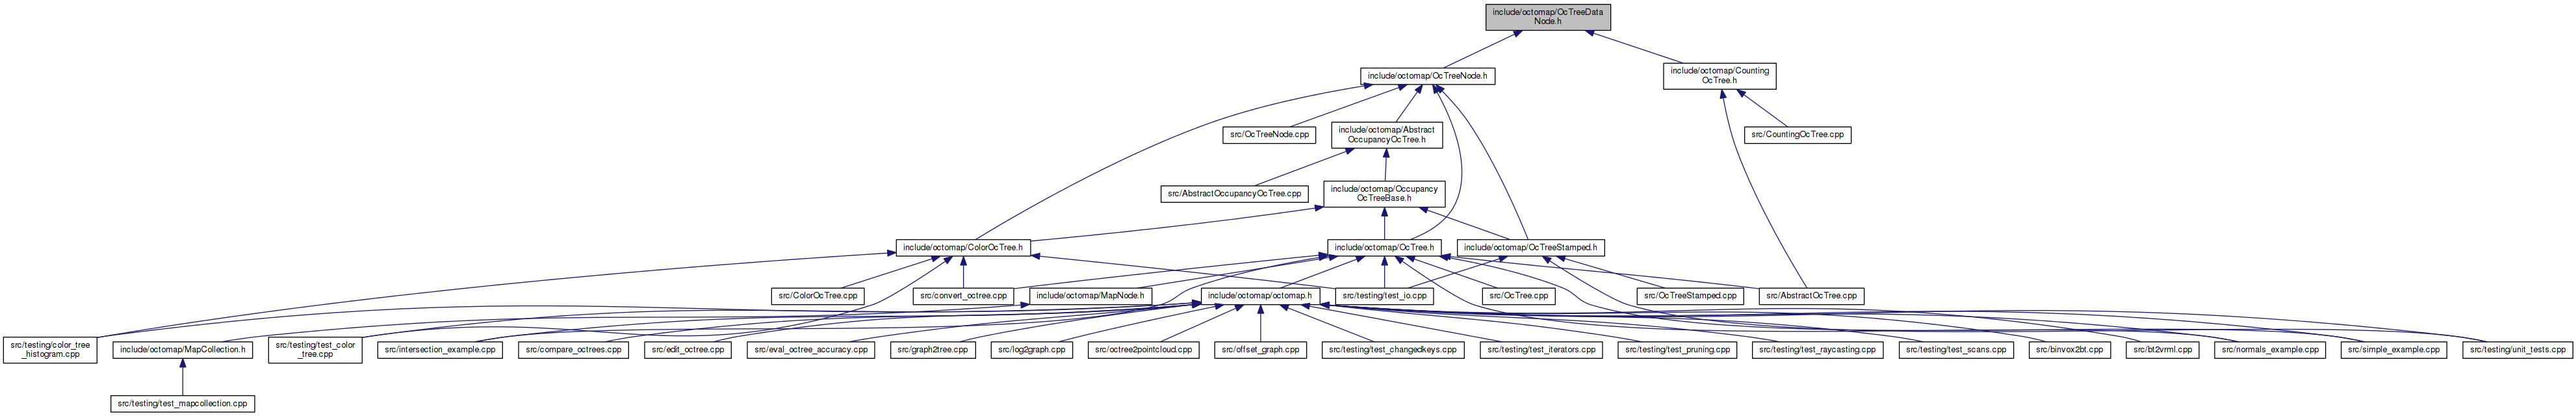 include/octomap/OcTreeData
Node.h
include/octomap/OcTreeNode.h
include/octomap/Counting
OcTree.h
src/OcTreeNode.cpp
include/octomap/Abstract
OccupancyOcTree.h
src/CountingOcTree.cpp
src/AbstractOccupancyOcTree.cpp
include/octomap/Occupancy
OcTreeBase.h
include/octomap/ColorOcTree.h
include/octomap/OcTree.h
include/octomap/OcTreeStamped.h
src/ColorOcTree.cpp
src/convert_octree.cpp
include/octomap/MapNode.h
include/octomap/octomap.h
src/testing/test_io.cpp
src/OcTree.cpp
src/OcTreeStamped.cpp
src/AbstractOcTree.cpp
src/testing/color_tree
_histogram.cpp
include/octomap/MapCollection.h
src/testing/test_color
_tree.cpp
src/intersection_example.cpp
src/compare_octrees.cpp
src/edit_octree.cpp
src/eval_octree_accuracy.cpp
src/graph2tree.cpp
src/log2graph.cpp
src/octree2pointcloud.cpp
src/offset_graph.cpp
src/testing/test_changedkeys.cpp
src/testing/test_iterators.cpp
src/testing/test_pruning.cpp
src/testing/test_raycasting.cpp
src/testing/test_scans.cpp
src/binvox2bt.cpp
src/bt2vrml.cpp
src/normals_example.cpp
src/simple_example.cpp
src/testing/unit_tests.cpp
src/testing/test_mapcollection.cpp